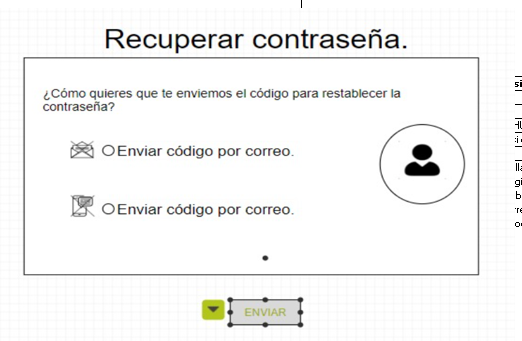 Recuperar contraseña.
¿Cómo quieres que te enviemos el código para restablecer la
contraseña?
Enviar código por correo.
Enviar código por correo.
ENVIAR